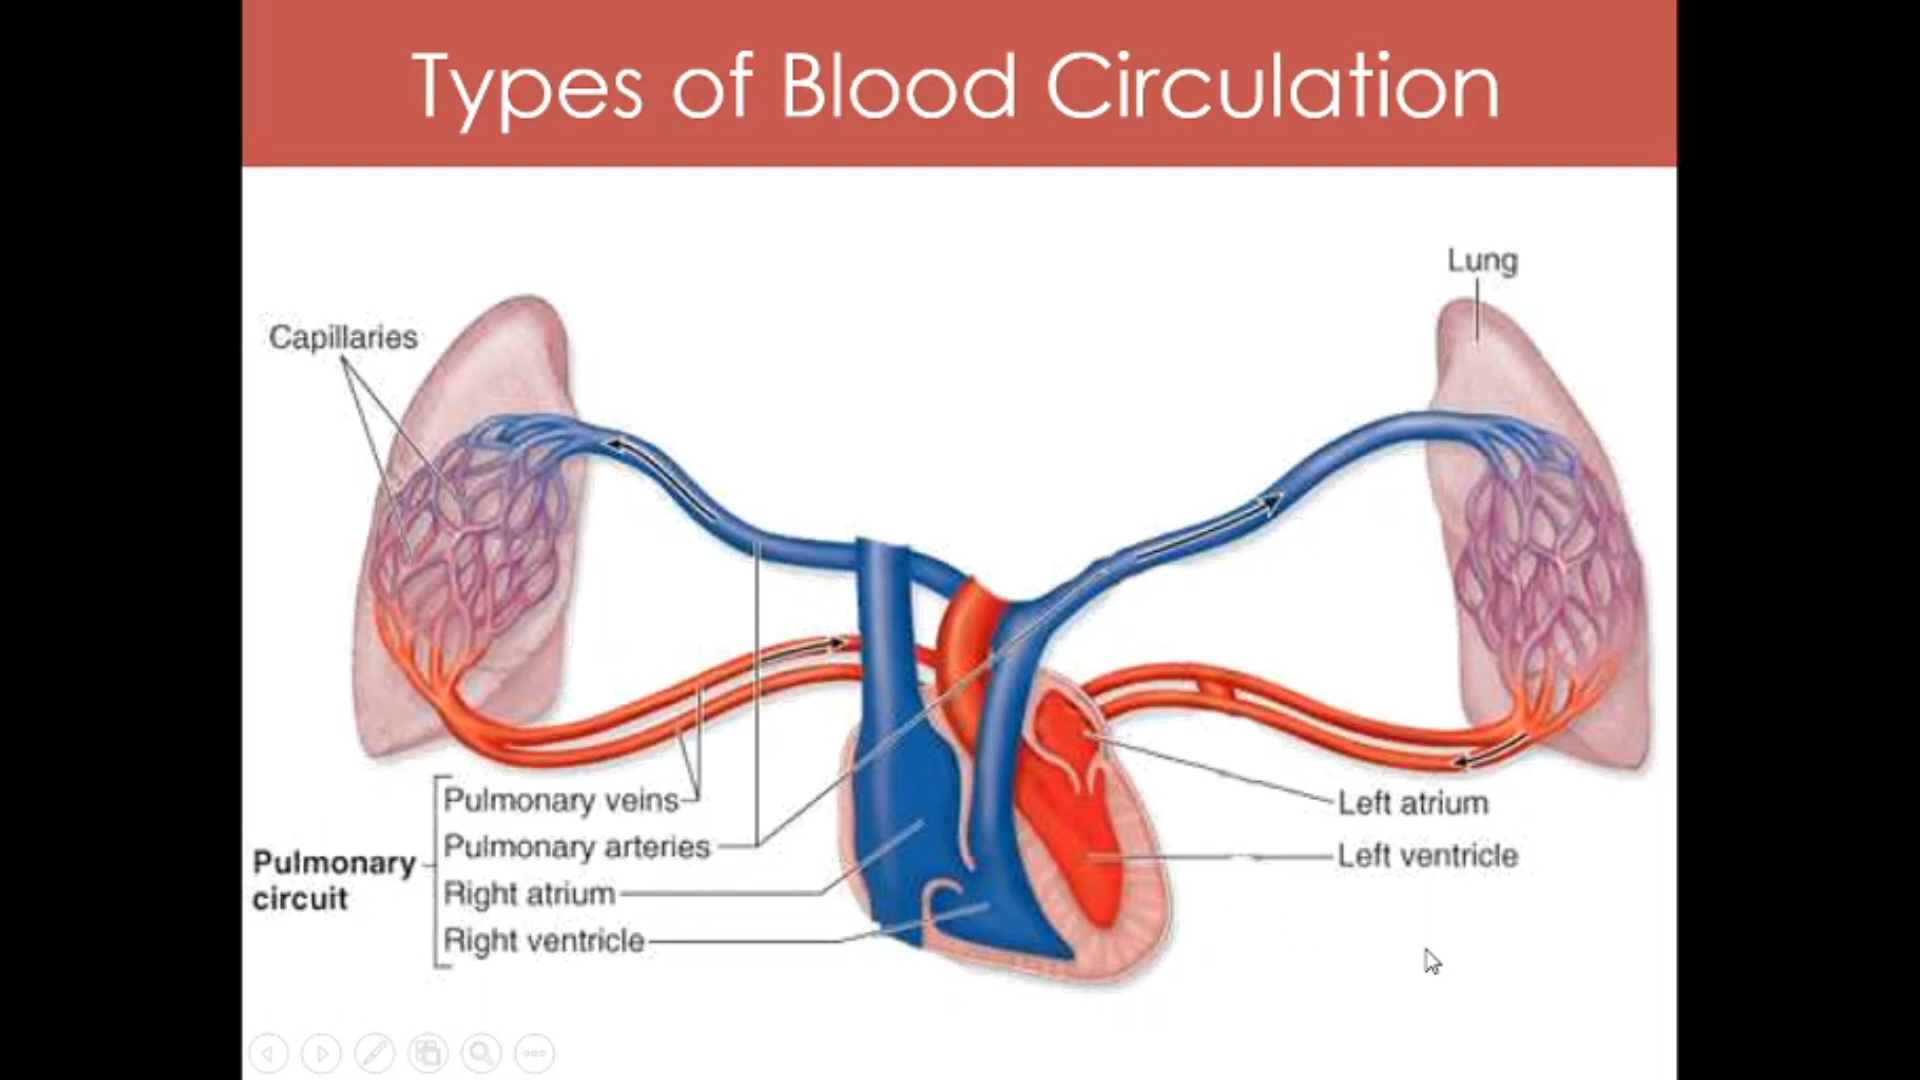 Types of Blood Circulation
Lung
Capillaries
Pulmonary veins
Pulmonary arteries
Pulmonary
circuit
Right atrium
Right ventricle
Left atrium
Left ventricle